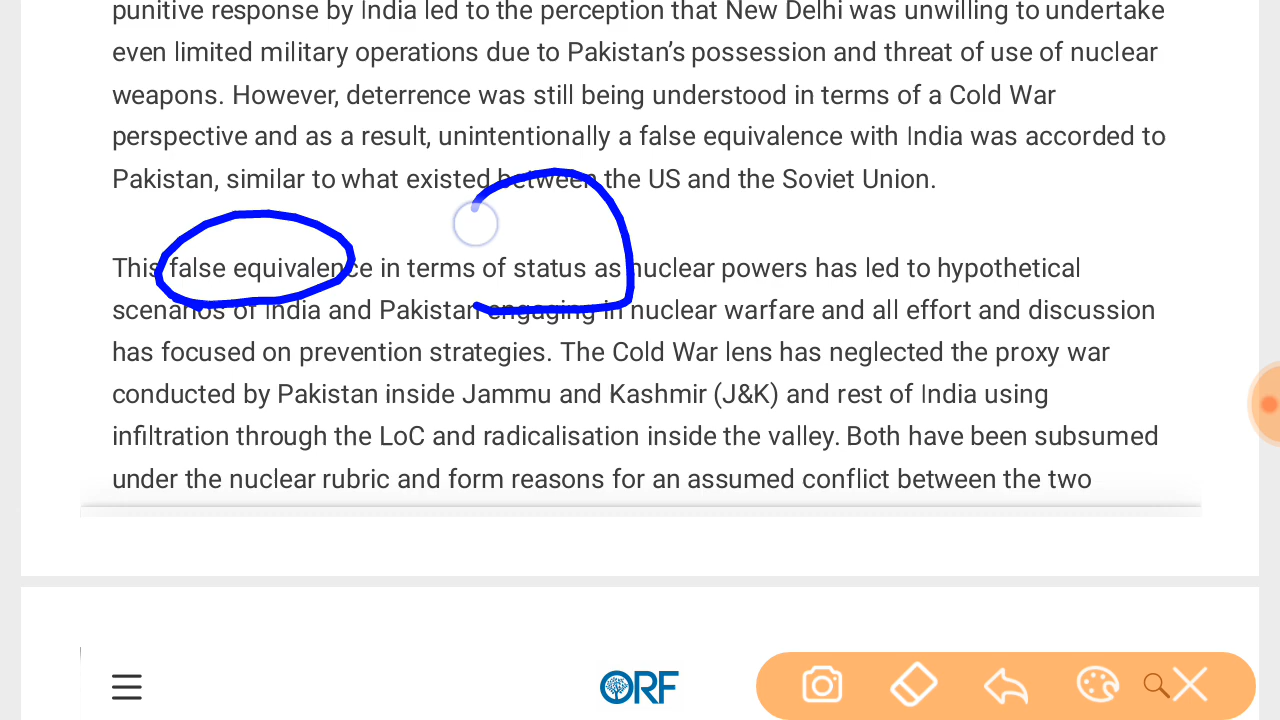 punitive response by India led to the perception that New Delhi was unwilling to undertake
even limited military operations due to Pakistan's possession and threat of use of nuclear
weapons. However, deterrence was still being understood in terms of a Cold War
perspective and as a result, unintentionally a false equivalence with India was accorded to
Pakistan, similar to what existed between the US and the Soviet Union.
This false equivalence in terms of status as nuclear powers has led to hypothetical
scenarios of India and Pakistan engaging in nuclear warfare and all effort and discussion
has focused on prevention strategies. The Cold War lens has neglected the proxy war
conducted by Pakistan inside Jammu and Kashmir (J&K) and rest of India using
infiltration through the LoC and radicalisation inside the valley. Both have been subsumed
under the nuclear rubric and form reasons for an assumed conflict between the two
ORF